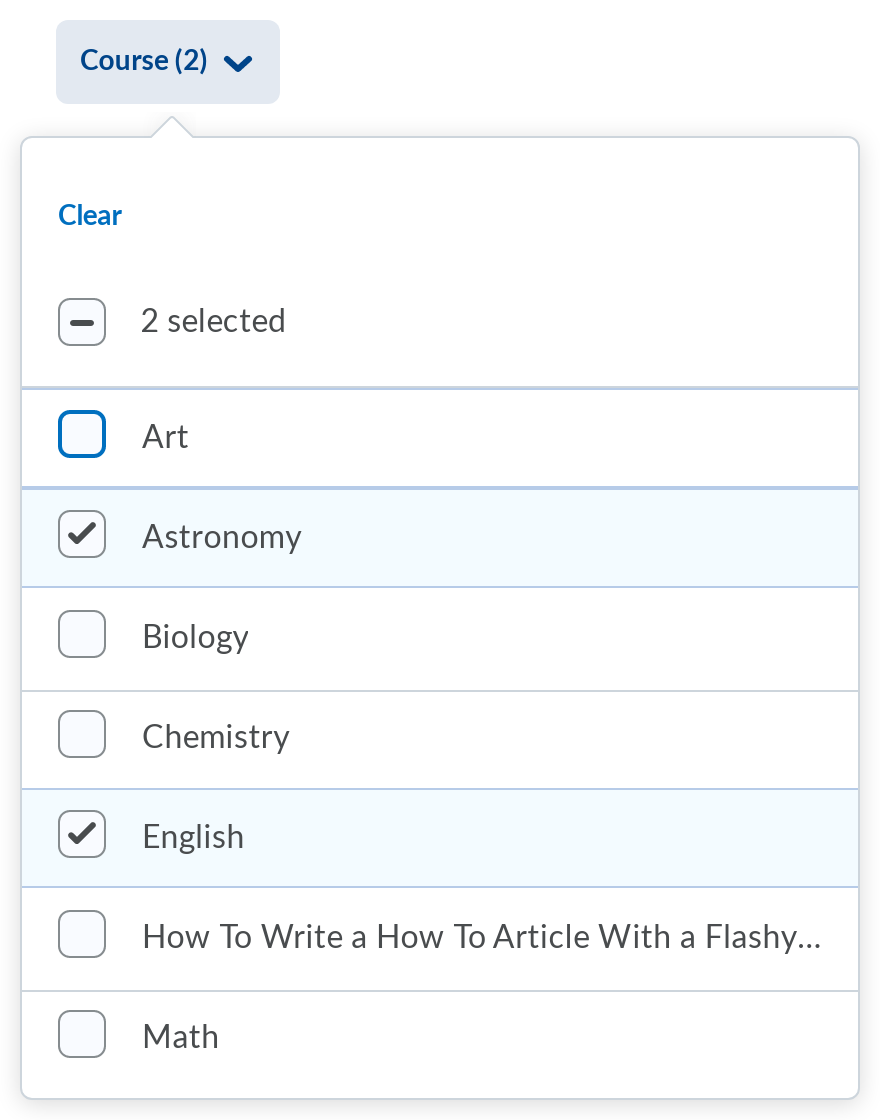 Course (2)
Clear
2 selected
Art
Astronomy
Biology
Chemistry
English
How To Write a How To Article With a Flashy...
Math